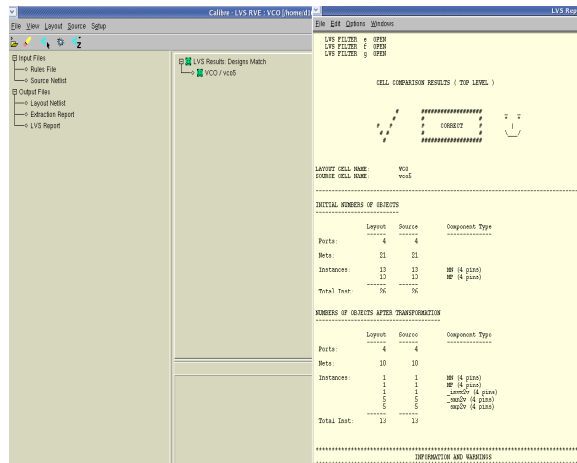 Calibre - LVS RVE : VCO [/home/d1
File View Layout Source Setup
Input Files
Rules File
Source Netlist
Output Files
Layout Netlist
Extraction Report
LVS Report
LVS Results: Designs Match
VCO / vco5
LVS Rep
File Edit Options Windows
LVS FILTER e OPEN
LVS FILTER f OPEN
LVS FILTER g OPEN
CELL COMPARISON RESULTS ( TOP LEVEL )
# ################### _ _
# # # * *
# # # CORRECT # |
# # # # \___/
# ###################
LAYOUT CELL NAME: VCO
SOURCE CELL NAME: vco5
INITIAL NUMBERS OF OBJECTS
Layout Source Component Type
Ports: 4 4
Nets: 21 21
Instances: 13 13 MN (4 pins)
13 13 MP (4 pins)
Total Inst: 26 26
NUMBERS OF OBJECTS AFTER TRANSFORMATION
Layout Source Component Type
Ports: 4 4
Nets: 10 10
Instances: 1 1 MN (4 pins)
1 1 MP (4 pins)
1 1 _invx2v (4 pins)
5 5 _smn2v (4 pins)
5 5 _smp2v (4 pins)
Total Inst: 13 13
INFORMATION AND WARNINGS